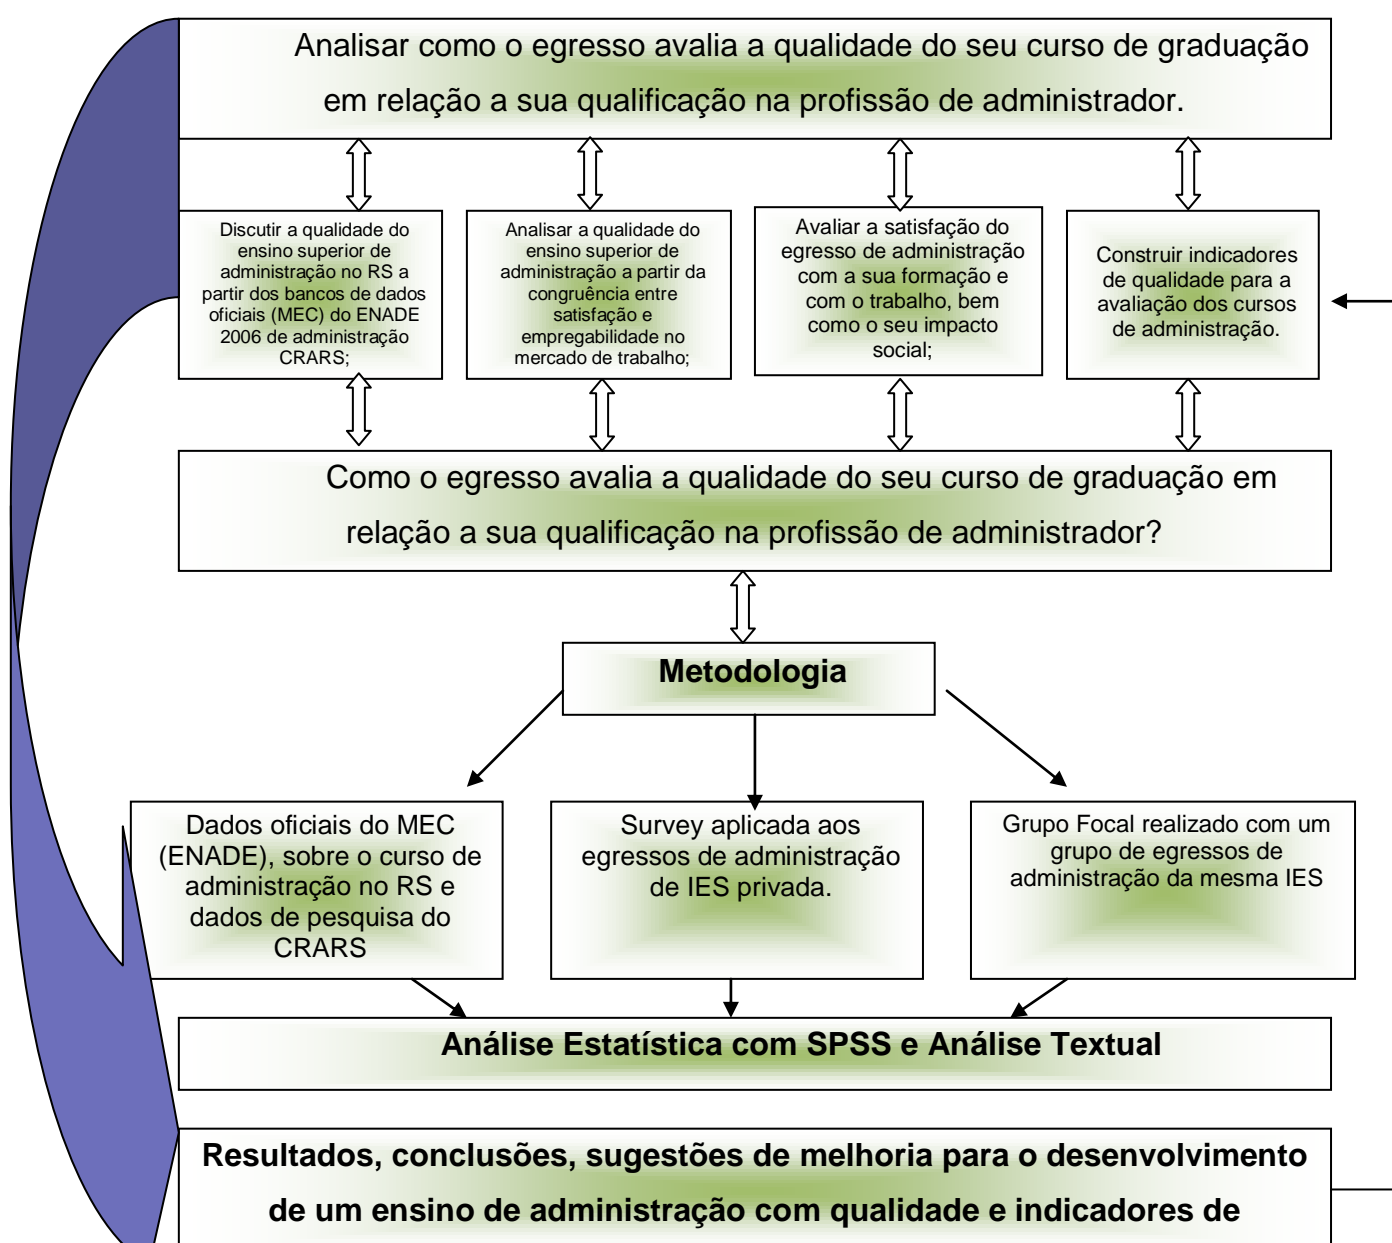 Analisar como o egresso avalia a qualidade do seu curso de graduação
em relação a sua qualificação na profissão de administrador.
Discutir a qualidade do
ensino superior de
administração no RS a
partir dos bancos de dados
oficiais (MEC) do ENADE
2006 de administração
CRARS;
Analisar a qualidade do
ensino superior de
administração a partir da
congruência entre
satisfação e
empregabilidade no
mercado de trabalho;
Avaliar a satisfação do
egresso de administração
com a sua formação e
com o trabalho, bem
como o seu impacto
social;
Construir indicadores
de qualidade para a
avaliação dos cursos
de administração.
Como o egresso avalia a qualidade do seu curso de graduação em
relação a sua qualificação na profissão de administrador?
Metodologia
Dados oficiais do MEC
(ENADE), sobre o curso de
administração no RS e
dados de pesquisa do
CRARS
Survey aplicada aos
egressos de administração
de IES privada.
Grupo Focal realizado com um
grupo de egressos de
administração da mesma IES
Análise Estatística com SPSS e Análise Textual
Resultados, conclusões, sugestões de melhoria para o desenvolvimento
de um ensino de administração com qualidade e indicadores de